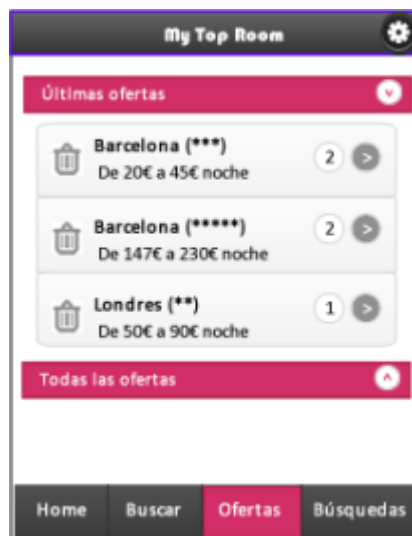 My Top Room
Últimas ofertas
Barcelona (***)
De 20€ a 45€ noche
2
Barcelona (*****)
De 147€ a 230€ noche
2
Londres (**)
De 50€ a 90€ noche
1
Todas las ofertas
Home Buscar Ofertas Búsquedas